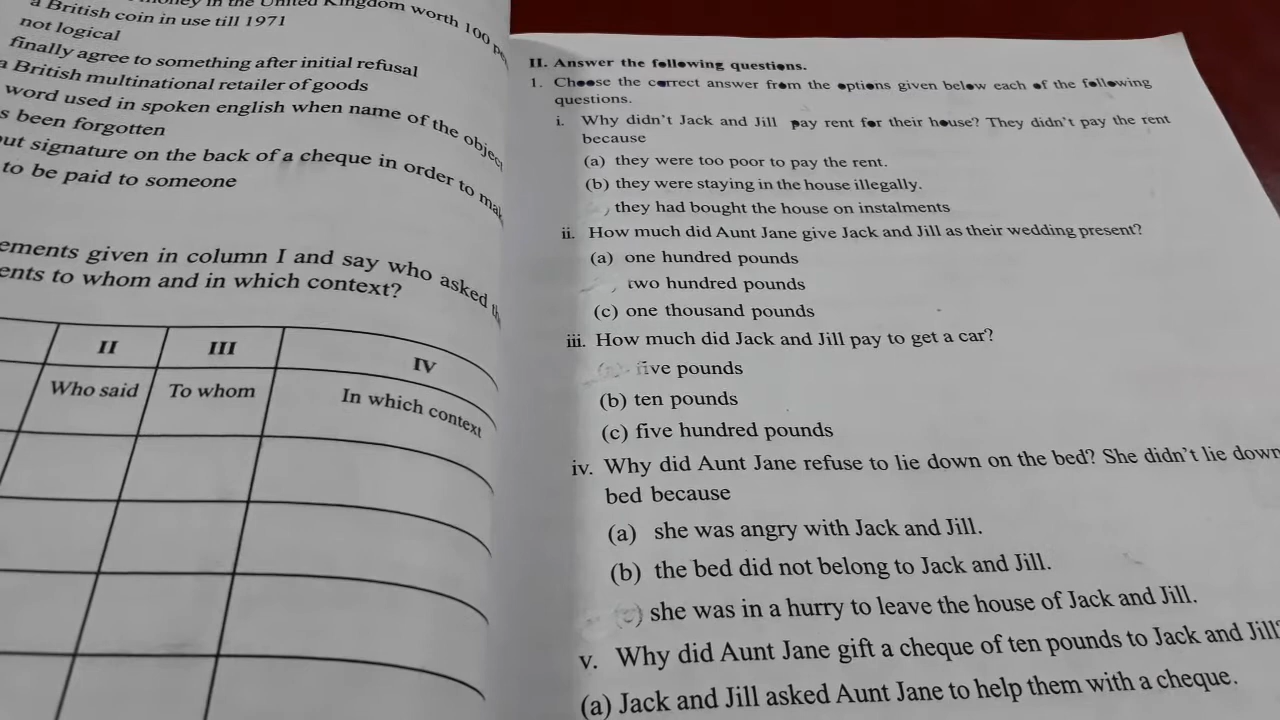 money in the United Kingdom worth 100
a British coin in use till 1971
not logical
finally agree to something after initial refusal
a British multinational retailer of goods
word used in spoken english when name of the object
s been forgotten
out signature on the back of a cheque in order to
to be paid to someone
ements given in column I and say who asked
ents to whom and in which context?
II III IV
Who said To whom In which context
II. Answer the following questions.
1. Choose the correct answer from the options given below each of the following
questions.
i. Why didn't Jack and Jill pay rent for their house? They didn't pay the rent
because
(a) they were too poor to pay the rent.
(b) they were staying in the house illegally.
) they had bought the house on instalments
ii. How much did Aunt Jane give Jack and Jill as their wedding present?
(a) one hundred pounds
two hundred pounds
(c) one thousand pounds
iii. How much did Jack and Jill pay to get a car?
(a) five pounds
(b) ten pounds
(c) five hundred pounds
iv. Why did Aunt Jane refuse to lie down on the bed? She didn't lie down
bed because
(a) she was angry with Jack and Jill.
(b) the bed did not belong to Jack and Jill.
(c) she was in a hurry to leave the house of Jack and Jill.
v. Why did Aunt Jane gift a cheque of ten pounds to Jack and Jill?
(a) Jack and Jill asked Aunt Jane to help them with a cheque.